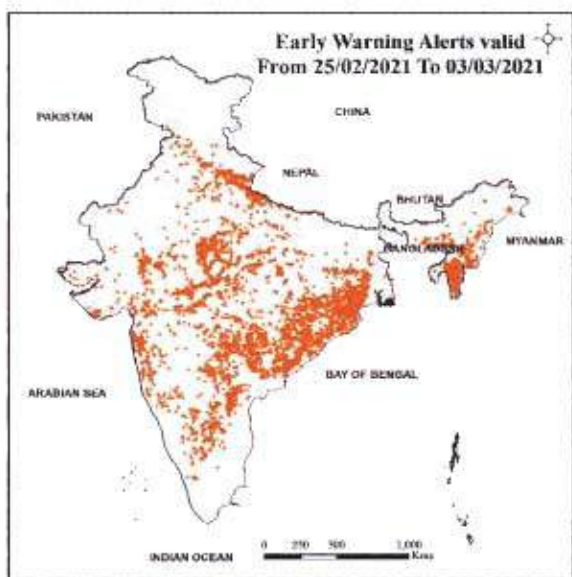 Early Warning Alerts valid
From 25/02/2021 To 03/03/2021
PAKISTAN
CHINA
NEPAL
BHUTAN
BANGLADESH
MYANMAR
ARABIAN SEA
BAY OF BENGAL
INDIAN OCEAN
0 250 500 1,000
Kms